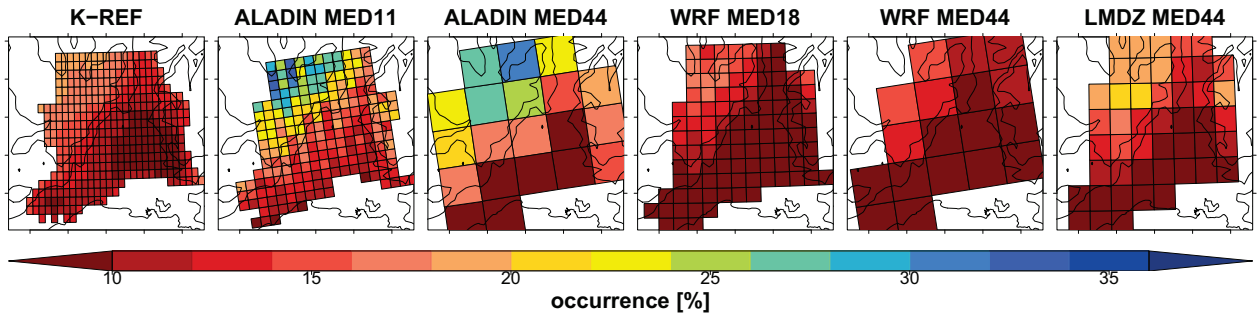 K−REF ALADIN MED11 ALADIN MED44 WRF MED18 WRF MED44 LMDZ MED44
10 15 20 25 30 35
occurrence [%]